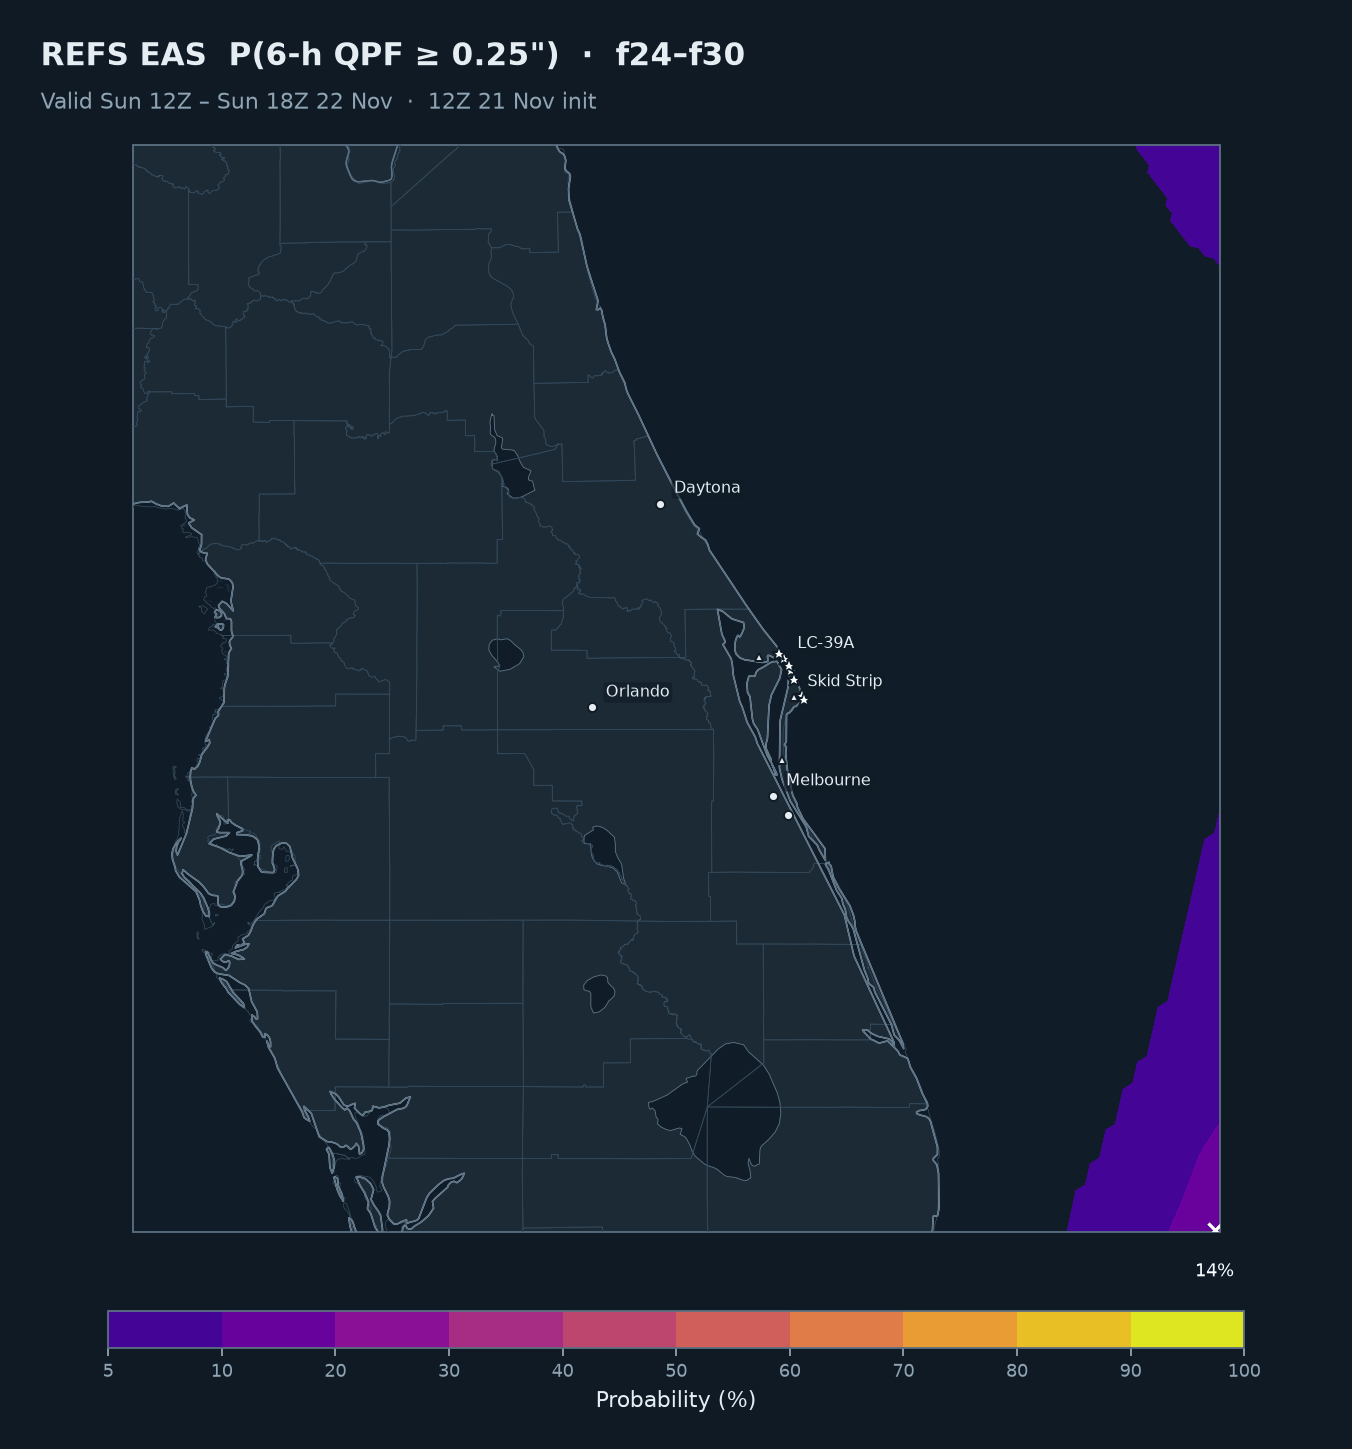 REFS EAS  P(6-h QPF ≥ 0.25")  ·  f24–f30
Valid Sun 12Z – Sun 18Z 22 Nov  ·  12Z 21 Nov init
Daytona
LC-39A
Skid Strip
Orlando
Melbourne
14%
5 10 20 30 40 50 60 70 80 90 100
Probability (%)